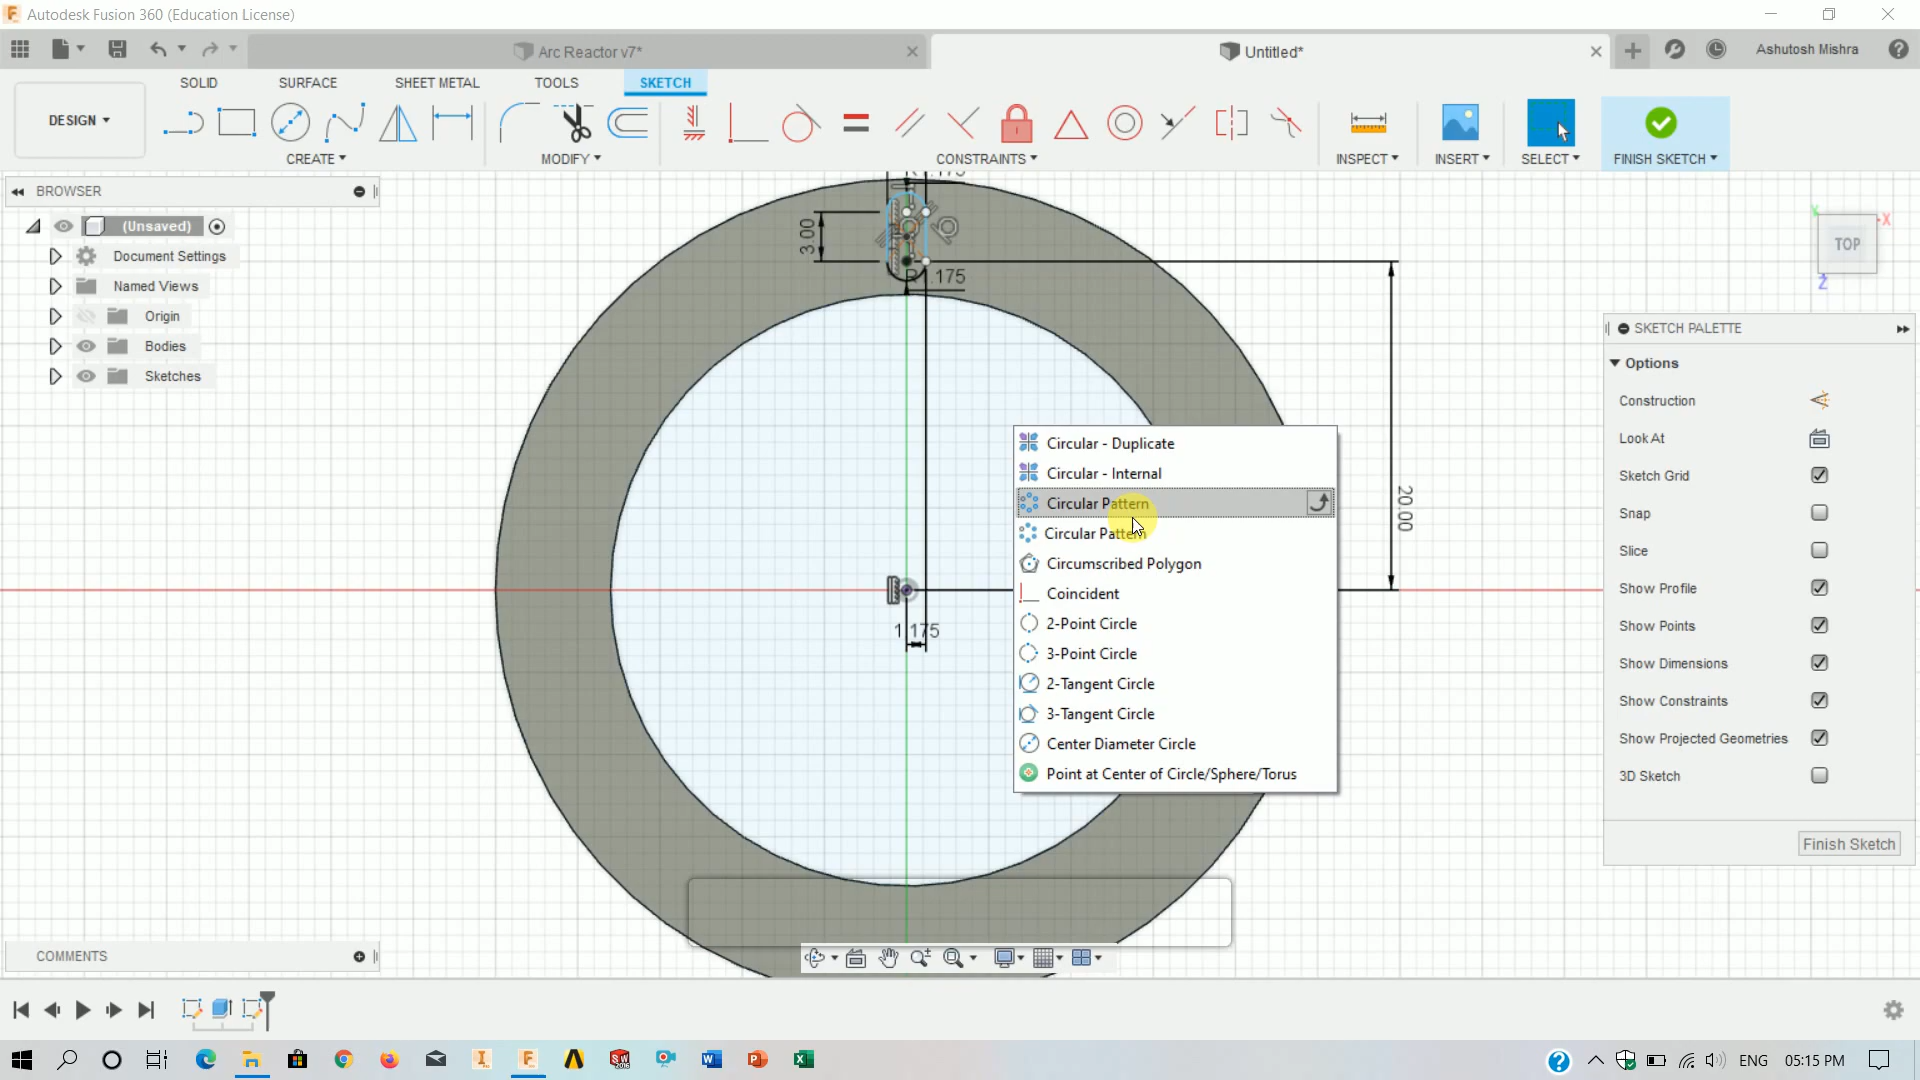 Autodesk Fusion 360 (Education License)
Arc Reactor v7*
Untitled*
Ashutosh Mishra
DESIGN
SOLID
SURFACE
SHEET METAL
TOOLS
SKETCH
CREATE
MODIFY
CONSTRAINTS
INSPECT
INSERT
SELECT
FINISH SKETCH
BROWSER
(Unsaved)
Document Settings
Named Views
Origin
Bodies
Sketches
3.00
20.00
1.175
TOP
X
Y
Z
Circular - Duplicate
Circular - Internal
Circular Pattern
Circular Pattern
Circumscribed Polygon
Coincident
2-Point Circle
3-Point Circle
2-Tangent Circle
3-Tangent Circle
Center Diameter Circle
Point at Center of Circle/Sphere/Torus
SKETCH PALETTE
Options
Construction
Look At
Sketch Grid
Snap
Slice
Show Profile
Show Points
Show Dimensions
Show Constraints
Show Projected Geometries
3D Sketch
Finish Sketch
COMMENTS
ENG
05:15 PM